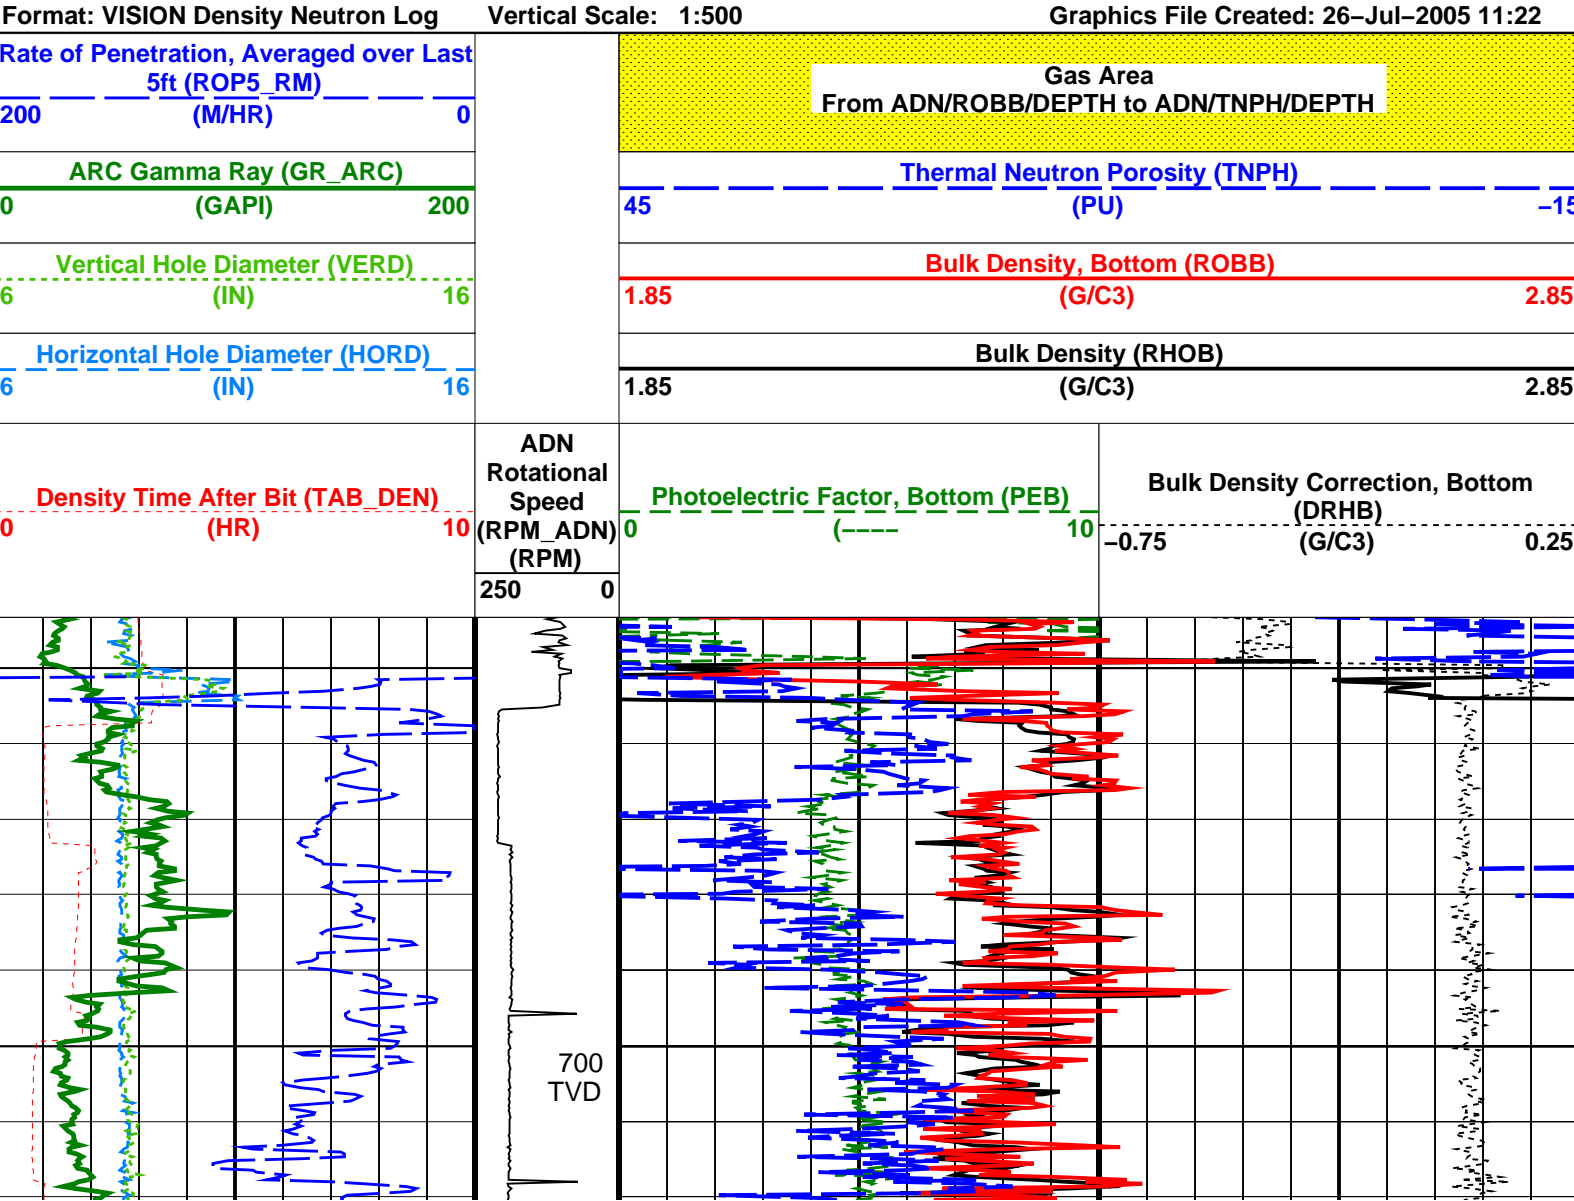 Format: VISION Density Neutron Log Vertical Scale: 1:500 Graphics File Created: 26–Jul–2005 11:22
Rate of Penetration, Averaged over Last
5ft (ROP5_RM)
200 (M/HR) 0
Gas Area
From ADN/ROBB/DEPTH to ADN/TNPH/DEPTH
ARC Gamma Ray (GR_ARC)
0 (GAPI) 200
Thermal Neutron Porosity (TNPH)
45 (PU) –15
Vertical Hole Diameter (VERD)
6 (IN) 16
Bulk Density, Bottom (ROBB)
1.85 (G/C3) 2.85
Horizontal Hole Diameter (HORD)
6 (IN) 16
Bulk Density (RHOB)
1.85 (G/C3) 2.85
Density Time After Bit (TAB_DEN)
0 (HR) 10
ADN
Rotational
Speed
(RPM_ADN)
(RPM)
250 0
Photoelectric Factor, Bottom (PEB)
0 (–––– 10
Bulk Density Correction, Bottom
(DRHB)
–0.75 (G/C3) 0.25
700
TVD